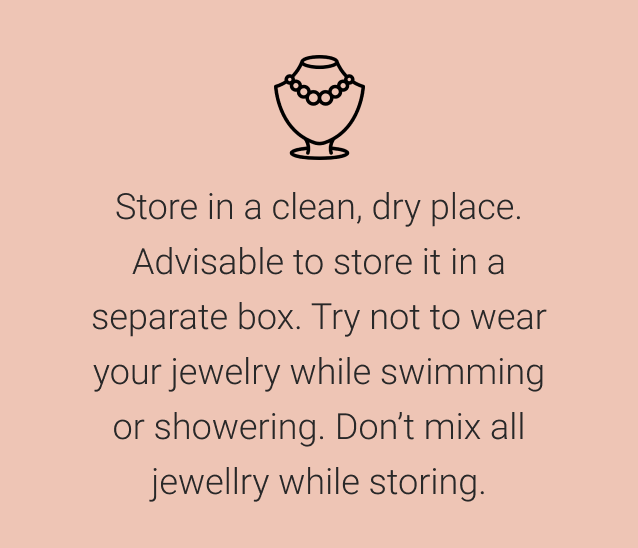 Store in a clean, dry place.
Advisable to store it in a
separate box. Try not to wear
your jewelry while swimming
or showering. Don’t mix all
jewellry while storing.